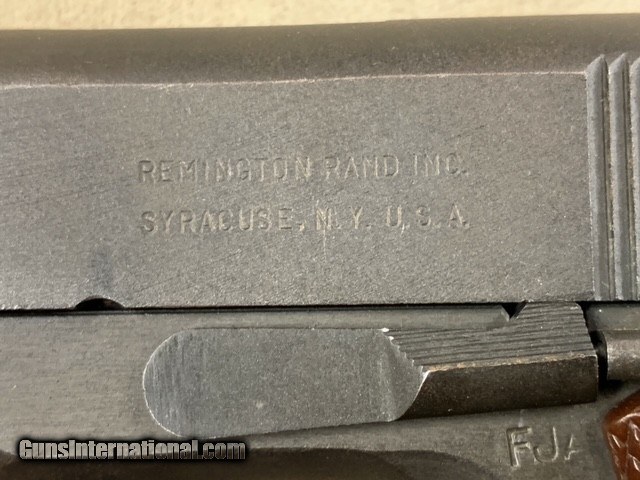 REMINGTON RAND INC.
SYRACUSE, N.Y. U.S.A.
FJA
GunsInternational.com